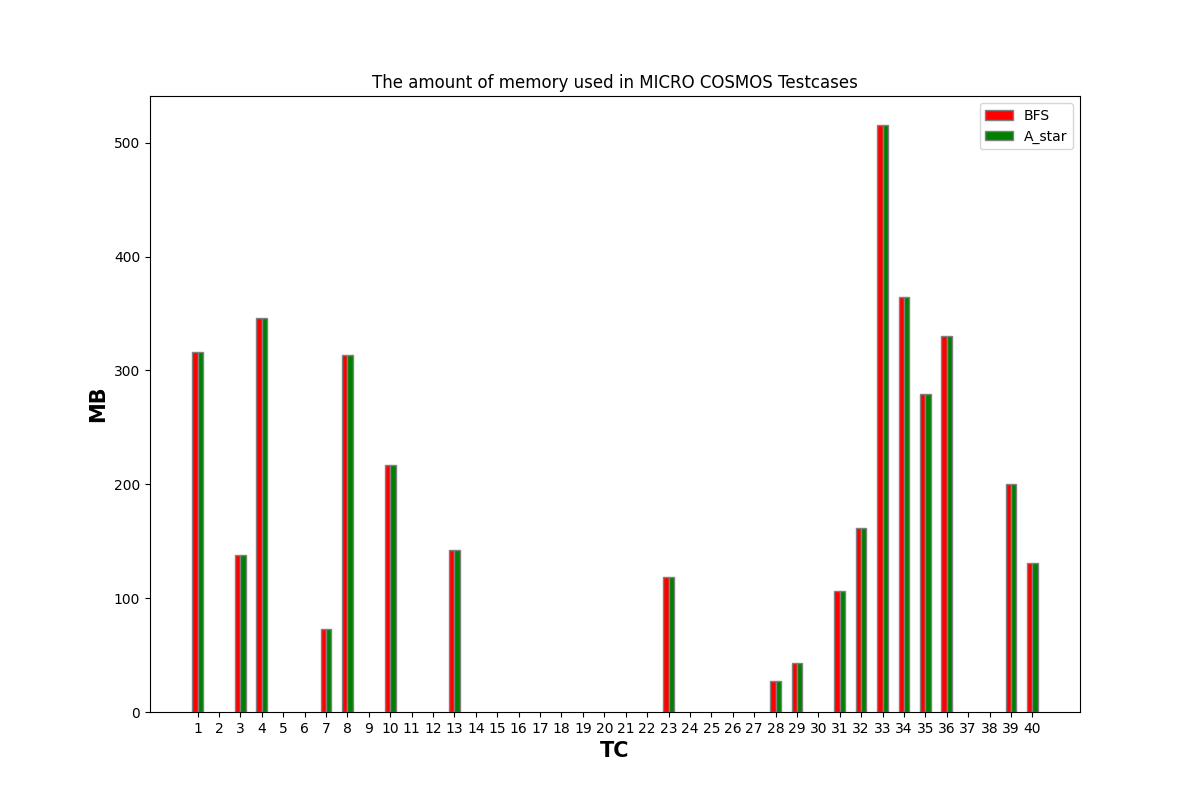 The amount of memory used in MICRO COSMOS Testcases
BFS
A_star
500
400
300
200
100
0
MB
1 2 3 4 5 6 7 8 9 10 11 12 13 14 15 16 17 18 19 20 21 22 23 24 25 26 27 28 29 30 31 32 33 34 35 36 37 38 39 40
TC